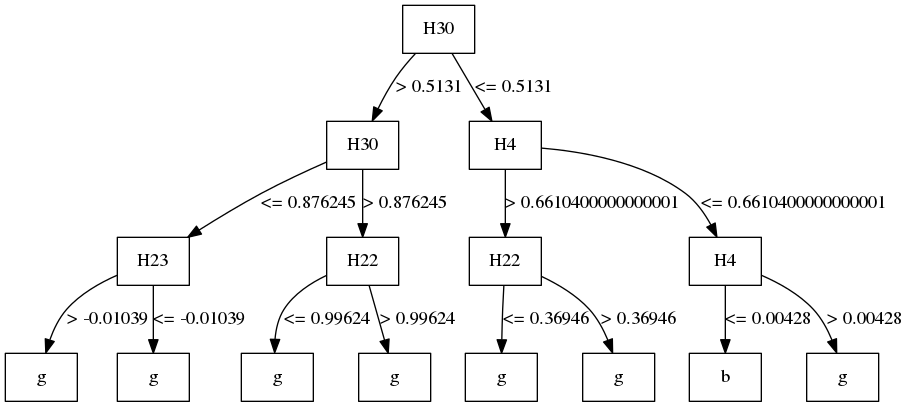 H30
> 0.5131
<= 0.5131
H30
H4
<= 0.876245
> 0.876245
> 0.6610400000000001
<= 0.6610400000000001
H23
H22
H22
H4
> -0.01039
<= -0.01039
<= 0.99624
> 0.99624
<= 0.36946
> 0.36946
<= 0.00428
> 0.00428
g
g
g
g
g
g
b
g